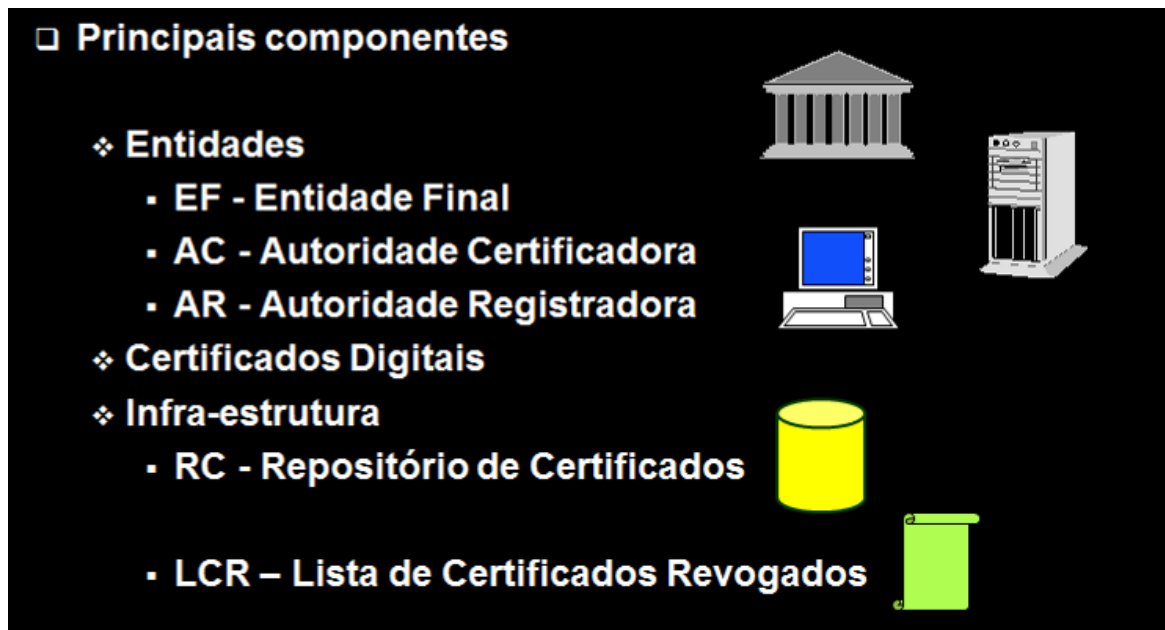 Principais componentes
Entidades
EF - Entidade Final
AC - Autoridade Certificadora
AR - Autoridade Registradora
Certificados Digitais
Infra-estrutura
RC - Repositório de Certificados
LCR – Lista de Certificados Revogados